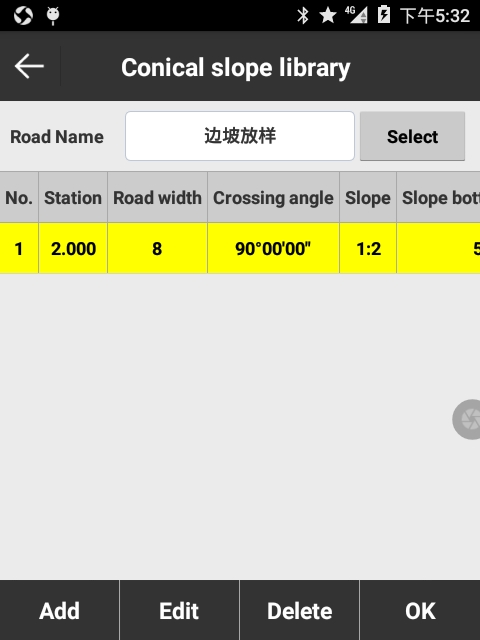 4G 下午5:32
Conical slope library
Road Name 边坡放样 Select
No. Station Road width Crossing angle Slope Slope bott
1 2.000 8 90°00'00" 1:2 5
Add Edit Delete OK